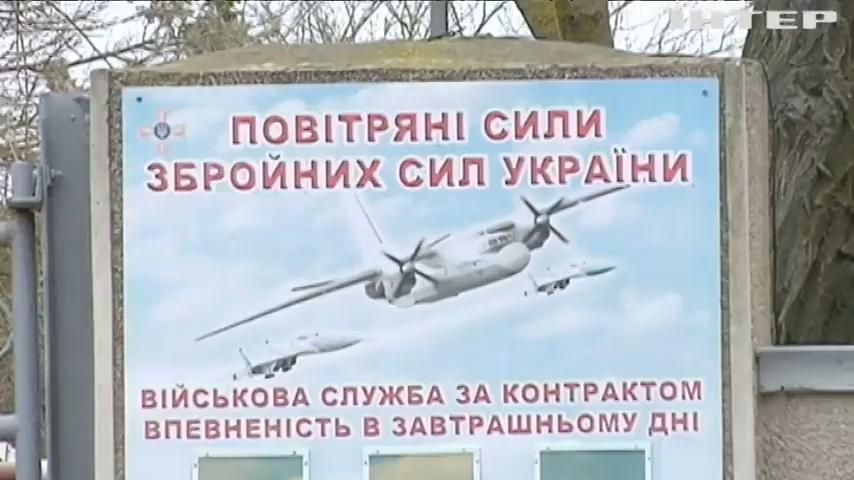 ІНТЕР
ПОВІТРЯНІ СИЛИ
ЗБРОЙНИХ СИЛ УКРАЇНИ
ВІЙСЬКОВА СЛУЖБА ЗА КОНТРАКТОМ
ВПЕВНЕНІСТЬ В ЗАВТРАШНЬОМУ ДНІ